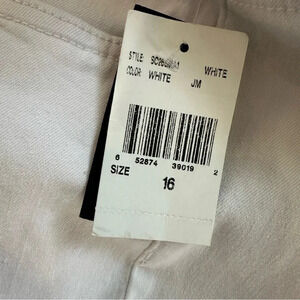 STYLE:
WHITE
COLOR: WHITE JM
6 52874 39019 2
SIZE 16